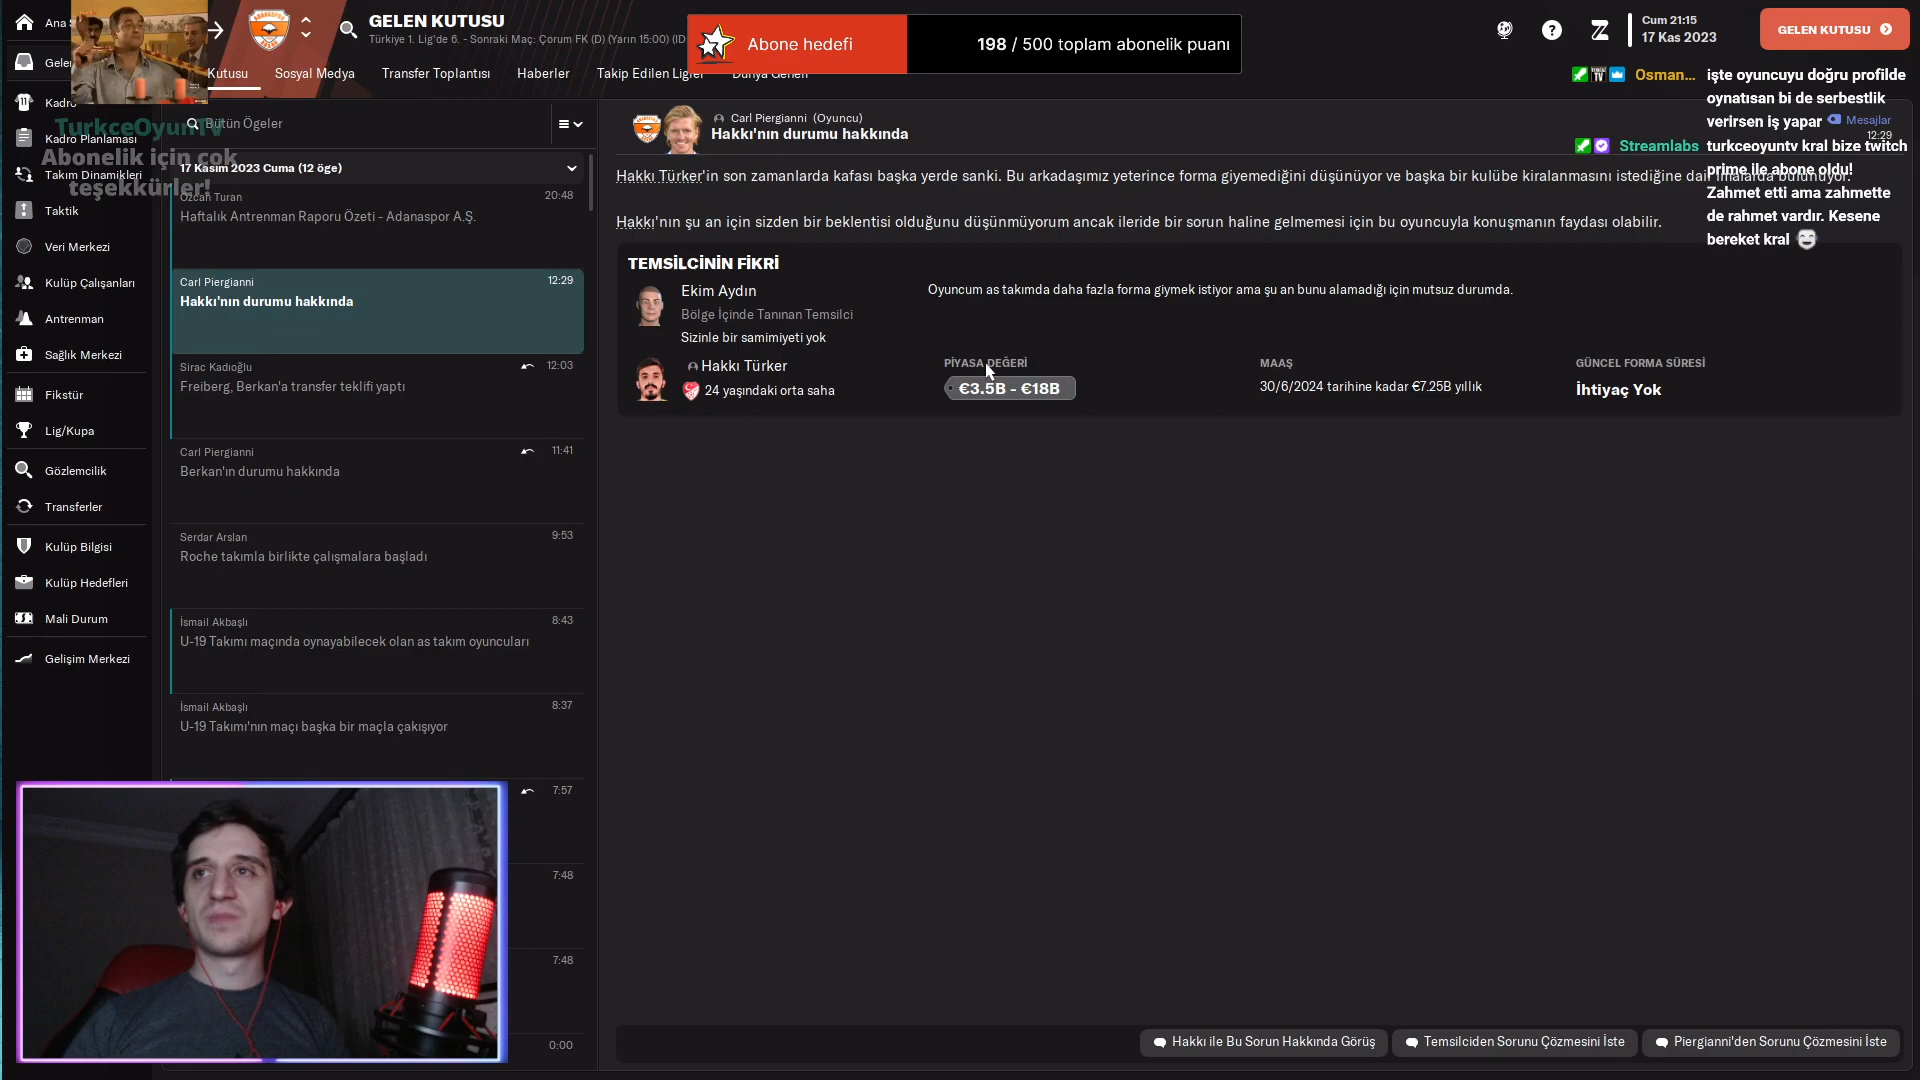 Ana
GELEN KUTUSU
Türkiye 1. Lig'de 6. - Sonraki Maç: Çorum FK (D) (Yarın 15:00)
Abone hedefi
198 / 500 toplam abonelik puanı
Cum 21:15
17 Kas 2023
GELEN KUTUSU
Kutusu
Sosyal Medya
Transfer Toplantısı
Haberler
Takip Edilen Ligler
Dünya Geneli
Osman...
işte oyuncuyu doğru profilde
oynatısan bi de serbestlik
verirsen iş yapar
Mesajlar
12:29
Streamlabs
turkceoyuntv kral bize twitch
prime ile abone oldu!
Zahmet etti ama zahmette
de rahmet vardır. Kesene
bereket kral
TurkceOyunTV
Abonelik için çok
teşekkürler!
Kadro
Kadro Planlaması
Takım Dinamikleri
Taktik
Veri Merkezi
Kulüp Çalışanları
Antrenman
Sağlık Merkezi
Fikstür
Lig/Kupa
Gözlemcilik
Transferler
Kulüp Bilgisi
Kulüp Hedefleri
Mali Durum
Gelişim Merkezi
Bütün Ögeler
17 Kasım 2023 Cuma (12 öge)
Özcan Turan
20:48
Haftalık Antrenman Raporu Özeti - Adanaspor A.Ş.
Carl Piergianni
12:29
Hakkı'nın durumu hakkında
Sirac Kadıoğlu
12:03
Freiberg, Berkan'a transfer teklifi yaptı
Carl Piergianni
11:41
Berkan'ın durumu hakkında
Serdar Arslan
9:53
Roche takımla birlikte çalışmalara başladı
İsmail Akbaşlı
8:43
U-19 Takımı maçında oynayabilecek olan as takım oyuncuları
İsmail Akbaşlı
8:37
U-19 Takımı'nın maçı başka bir maçla çakışıyor
7:57
7:48
7:48
0:00
Carl Piergianni (Oyuncu)
Hakkı'nın durumu hakkında
Hakkı Türker'in son zamanlarda kafası başka yerde sanki. Bu arkadaşımız yeterince forma giyemediğini düşünüyor ve başka bir kulübe kiralanmasını istediğine dair imalarda bulunuyor.
Hakkı'nın şu an için sizden bir beklentisi olduğunu düşünmüyorum ancak ileride bir sorun haline gelmemesi için bu oyuncuyla konuşmanın faydası olabilir.
TEMSİLCİNİN FİKRİ
Ekim Aydın
Bölge İçinde Tanınan Temsilci
Sizinle bir samimiyeti yok
Oyuncum as takımda daha fazla forma giymek istiyor ama şu an bunu alamadığı için mutsuz durumda.
Hakkı Türker
24 yaşındaki orta saha
PİYASA DEĞERİ
€3.5B - €18B
MAAŞ
30/6/2024 tarihine kadar €7.25B yıllık
GÜNCEL FORMA SÜRESİ
İhtiyaç Yok
Hakkı ile Bu Sorun Hakkında Görüş
Temsilciden Sorunu Çözmesini İste
Piergianni'den Sorunu Çözmesini İste